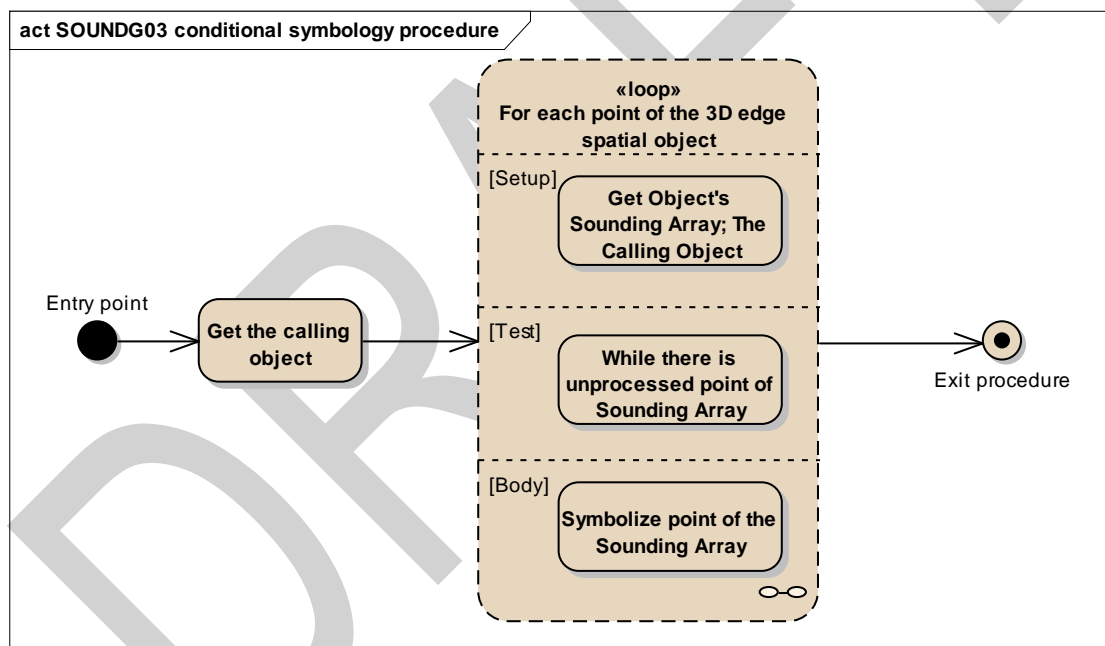 act SOUNDG03 conditional symbology procedure
«loop»
For each point of the 3D edge
spatial object
[Setup]
Get Object's
Sounding Array; The
Calling Object
Entry point
Get the calling
object
[Test]
While there is
unprocessed point of
Sounding Array
Exit procedure
[Body]
Symbolize point of the
Sounding Array